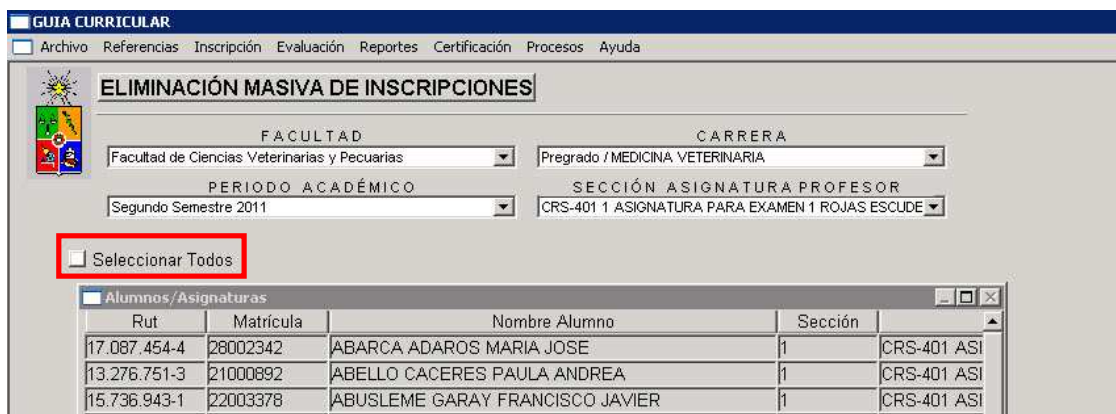 GUIA CURRICULAR
Archivo Referencias Inscripción Evaluación Reportes Certificación Procesos Ayuda
ELIMINACIÓN MASIVA DE INSCRIPCIONES
FACULTAD CARRERA
Facultad de Ciencias Veterinarias y Pecuarias Pregrado / MEDICINA VETERINARIA
PERIODO ACADÉMICO SECCIÓN ASIGNATURA PROFESOR
Segundo Semestre 2011 CRS-401 1 ASIGNATURA PARA EXAMEN 1 ROJAS ESCUDE
Seleccionar Todos
Alumnos/Asignaturas
Rut Matrícula Nombre Alumno Sección
17.087.454-4 28002342 ABARCA ADAROS MARIA JOSE 1 CRS-401 ASI
13.276.751-3 21000892 ABELLO CACERES PAULA ANDREA 1 CRS-401 ASI
15.736.943-1 22003378 ABUSLEME GARAY FRANCISCO JAVIER 1 CRS-401 ASI